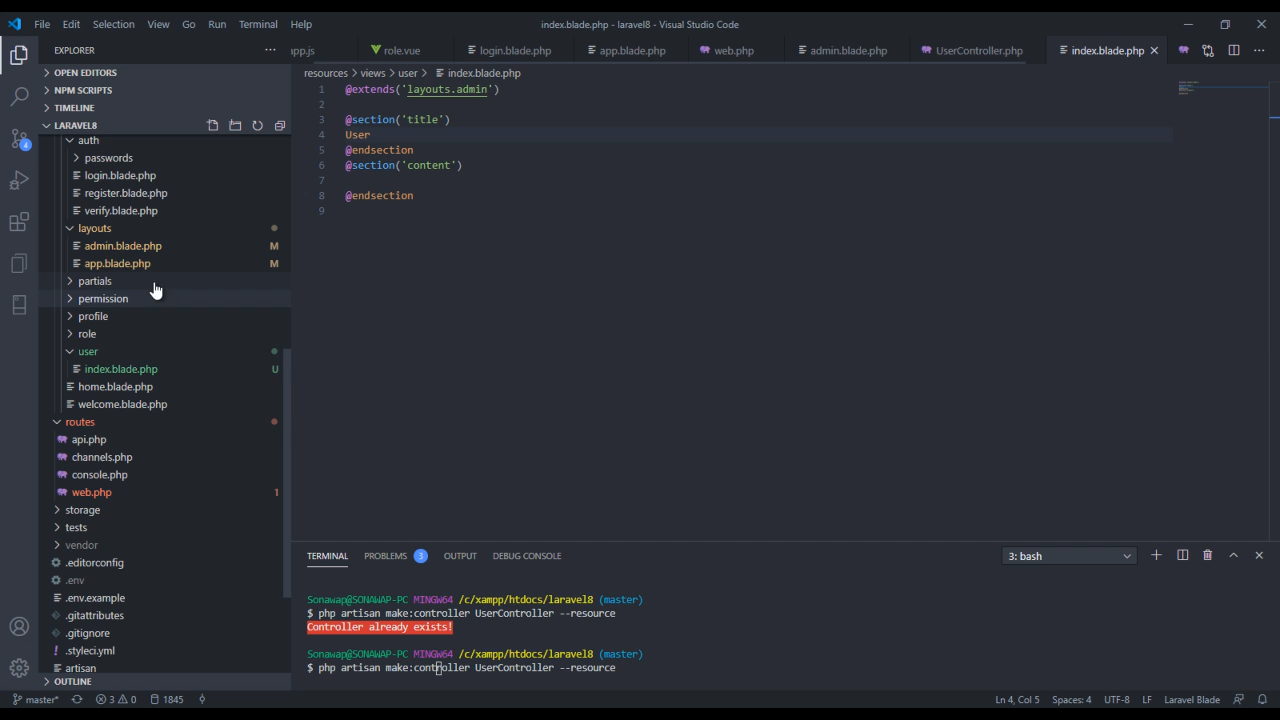 File Edit Selection View Go Run Terminal Help index.blade.php - laravel8 - Visual Studio Code
EXPLORER
pp.js role.vue login.blade.php app.blade.php web.php admin.blade.php UserController.php index.blade.php
OPEN EDITORS
NPM SCRIPTS
TIMELINE
LARAVEL8
auth
passwords
login.blade.php
register.blade.php
verify.blade.php
layouts
admin.blade.php M
app.blade.php M
partials
permission
profile
role
user
index.blade.php U
home.blade.php
welcome.blade.php
routes
api.php
channels.php
console.php
web.php 1
storage
tests
vendor
.editorconfig
.env
.env.example
.gitattributes
.gitignore
.styleci.yml
artisan
OUTLINE
4
resources > views > user > index.blade.php
1 @extends('layouts.admin')
2
3 @section('title')
4 User
5 @endsection
6 @section('content')
7
8 @endsection
9
TERMINAL PROBLEMS 3 OUTPUT DEBUG CONSOLE 3: bash
Sonawap@SONAWAP-PC MINGW64 /c/xampp/htdocs/laravel8 (master)
$ php artisan make:controller UserController --resource
Controller already exists!
Sonawap@SONAWAP-PC MINGW64 /c/xampp/htdocs/laravel8 (master)
$ php artisan make:controller UserController --resource
master* 3 0 1845 Ln 4, Col 5 Spaces: 4 UTF-8 LF Laravel Blade